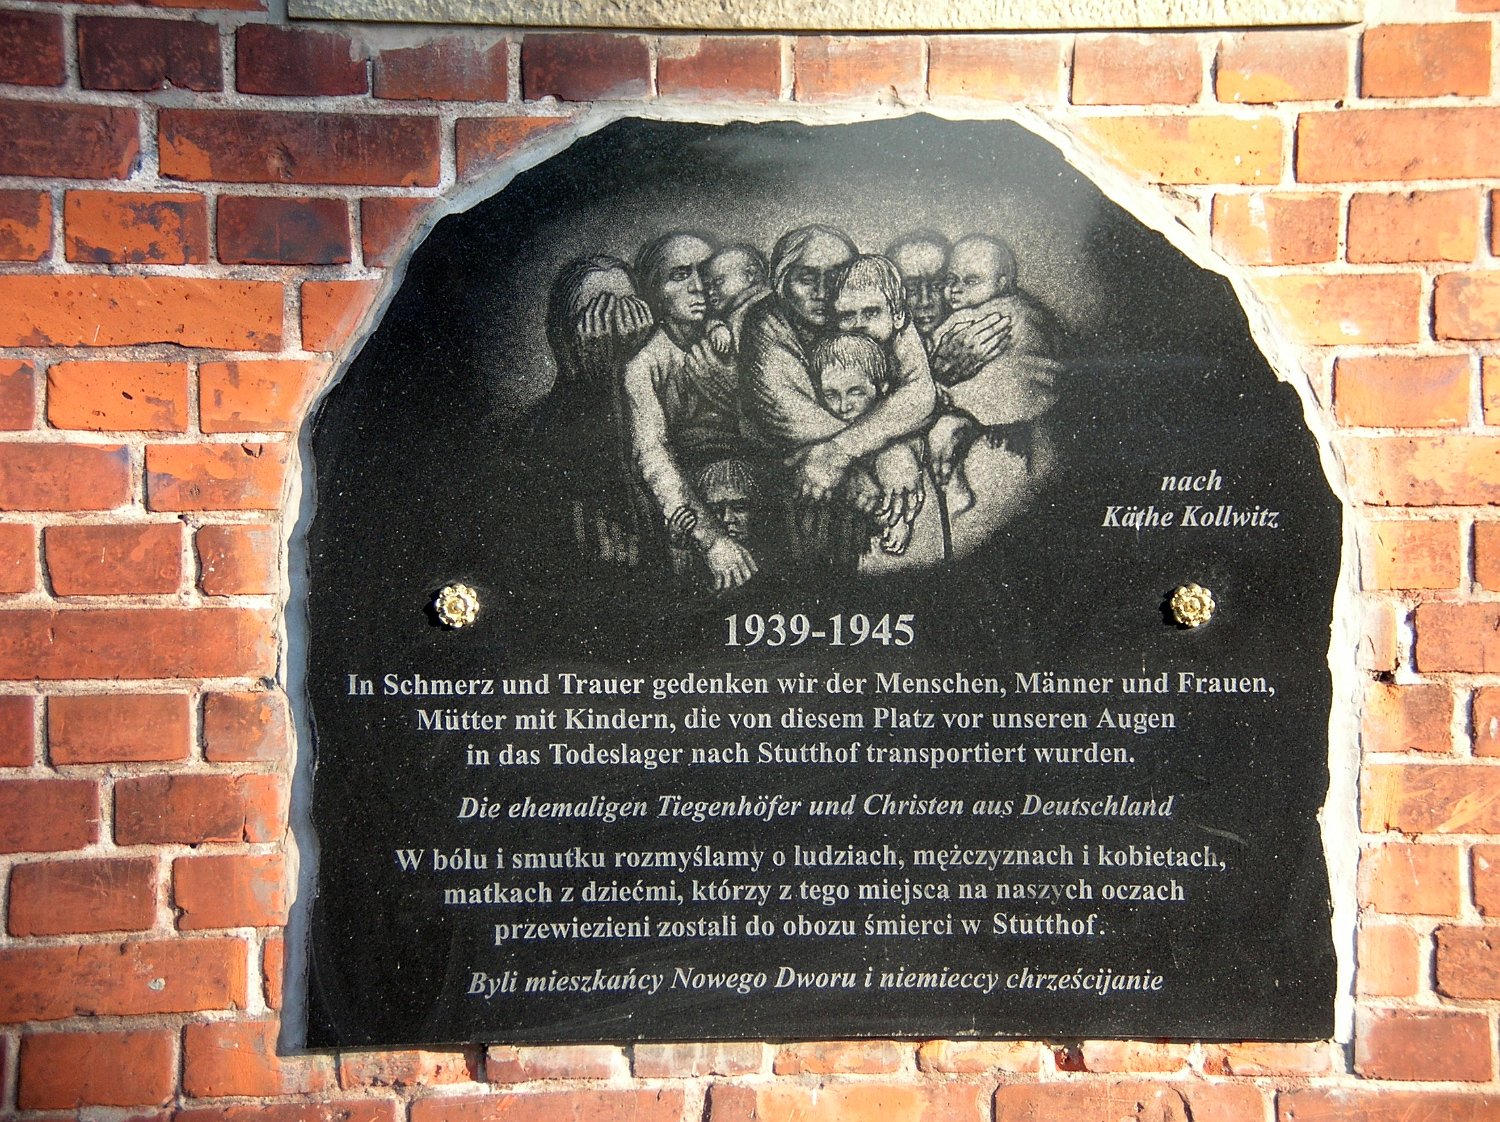 nach
Käthe Kollwitz
1939-1945
In Schmerz und Trauer gedenken wir der Menschen, Männer und Frauen,
Mütter mit Kindern, die von diesem Platz vor unseren Augen
in das Todeslager nach Stutthof transportiert wurden.
Die ehemaligen Tiegenhöfer und Christen aus Deutschland
W bólu i smutku rozmyślamy o ludziach, mężczyznach i kobietach,
matkach z dziećmi, którzy z tego miejsca na naszych oczach
przewiezieni zostali do obozu śmierci w Stutthof.
Byli mieszkańcy Nowego Dworu i niemieccy chrześcijanie